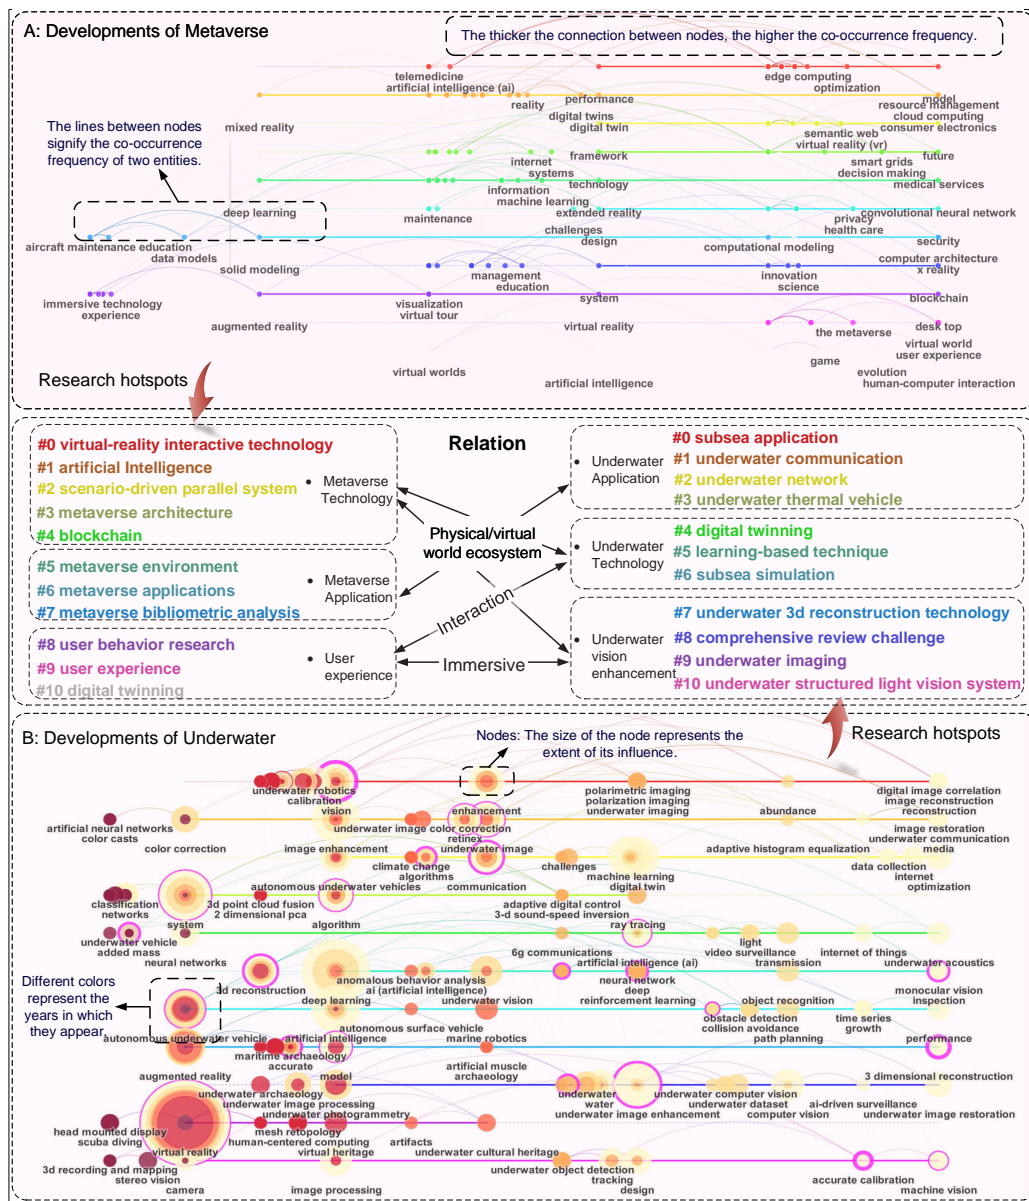 A: Developments of Metaverse
The thicker the connection between nodes, the higher the co-occurrence frequency.
telemedicine
edge computing
artificial intelligence (ai)
optimization
reality
performance
model
resource management
digital twins
cloud computing
The lines between nodes
signify the co-occurrence
frequency of two entities.
mixed reality
digital twin
consumer electronics
semantic web
virtual reality (vr)
internet
framework
smart grids
future
systems
decision making
information
technology
medical services
machine learning
deep learning
maintenance
extended reality
privacy
convolutional neural network
challenges
health care
aircraft maintenance education
design
computational modeling
security
data models
computer architecture
solid modeling
management
innovation
x reality
education
science
immersive technology
visualization
system
blockchain
experience
virtual tour
augmented reality
virtual reality
the metaverse
desk top
virtual world
user experience
game
virtual worlds
evolution
artificial intelligence
human-computer interaction
Research hotspots
#0 virtual-reality interactive technology
#1 artificial Intelligence
#2 scenario-driven parallel system
#3 metaverse architecture
#4 blockchain
Metaverse
Technology
#5 metaverse environment
#6 metaverse applications
#7 metaverse bibliometric analysis
Metaverse
Application
#8 user behavior research
#9 user experience
#10 digital twinning
User
experience
Relation
Physical/virtual
world ecosystem
Interaction
Immersive
Underwater
Application
#0 subsea application
#1 underwater communication
#2 underwater network
#3 underwater thermal vehicle
Underwater
Technology
#4 digital twinning
#5 learning-based technique
#6 subsea simulation
Underwater
vision
enhancement
#7 underwater 3d reconstruction technology
#8 comprehensive review challenge
#9 underwater imaging
#10 underwater structured light vision system
B: Developments of Underwater
Nodes: The size of the node represents the
extent of its influence.
Research hotspots
underwater robotics
polarimetric imaging
digital image correlation
calibration
polarization imaging
image reconstruction
vision
enhancement
underwater imaging
abundance
reconstruction
artificial neural networks
underwater image color correction
image restoration
color casts
retinex
underwater communication
color correction
image enhancement
underwater image
adaptive histogram equalization
media
climate change
challenges
data collection
algorithms
machine learning
internet
autonomous underwater vehicles
communication
digital twin
optimization
classification
3d point cloud fusion
adaptive digital control
networks
2 dimensional pca
3-d sound-speed inversion
system
algorithm
ray tracing
underwater vehicle
light
added mass
6g communications
video surveillance
internet of things
neural networks
artificial intelligence (ai)
transmission
underwater acoustics
anomalous behavior analysis
neural network
monocular vision
3d reconstruction
ai (artificial intelligence)
deep
inspection
deep learning
underwater vision
reinforcement learning
object recognition
Different colors
represent the
years in which
they appear.
obstacle detection
time series
autonomous surface vehicle
collision avoidance
growth
autonomous underwater vehicle
artificial intelligence
marine robotics
path planning
performance
maritime archaeology
accurate
artificial muscle
augmented reality
model
archaeology
3 dimensional reconstruction
underwater archaeology
underwater
underwater computer vision
underwater image processing
water
underwater dataset
ai-driven surveillance
underwater photogrammetry
underwater image enhancement
computer vision
underwater image restoration
head mounted display
mesh retopology
scuba diving
human-centered computing
artifacts
virtual reality
virtual heritage
underwater cultural heritage
3d recording and mapping
underwater object detection
stereo vision
tracking
accurate calibration
camera
image processing
design
machine vision